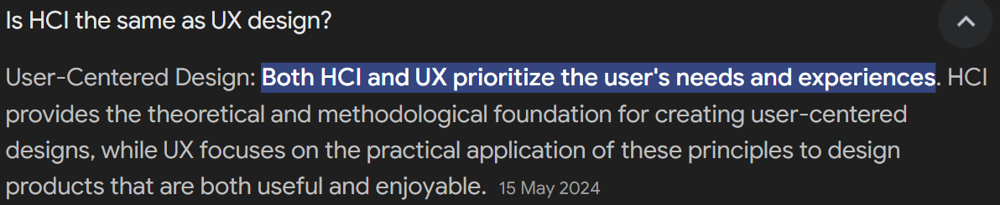 Is HCI the same as UX design?
User-Centered Design: Both HCI and UX prioritize the user's needs and experiences. HCI
provides the theoretical and methodological foundation for creating user-centered
designs, while UX focuses on the practical application of these principles to design
products that are both useful and enjoyable. 15 May 2024